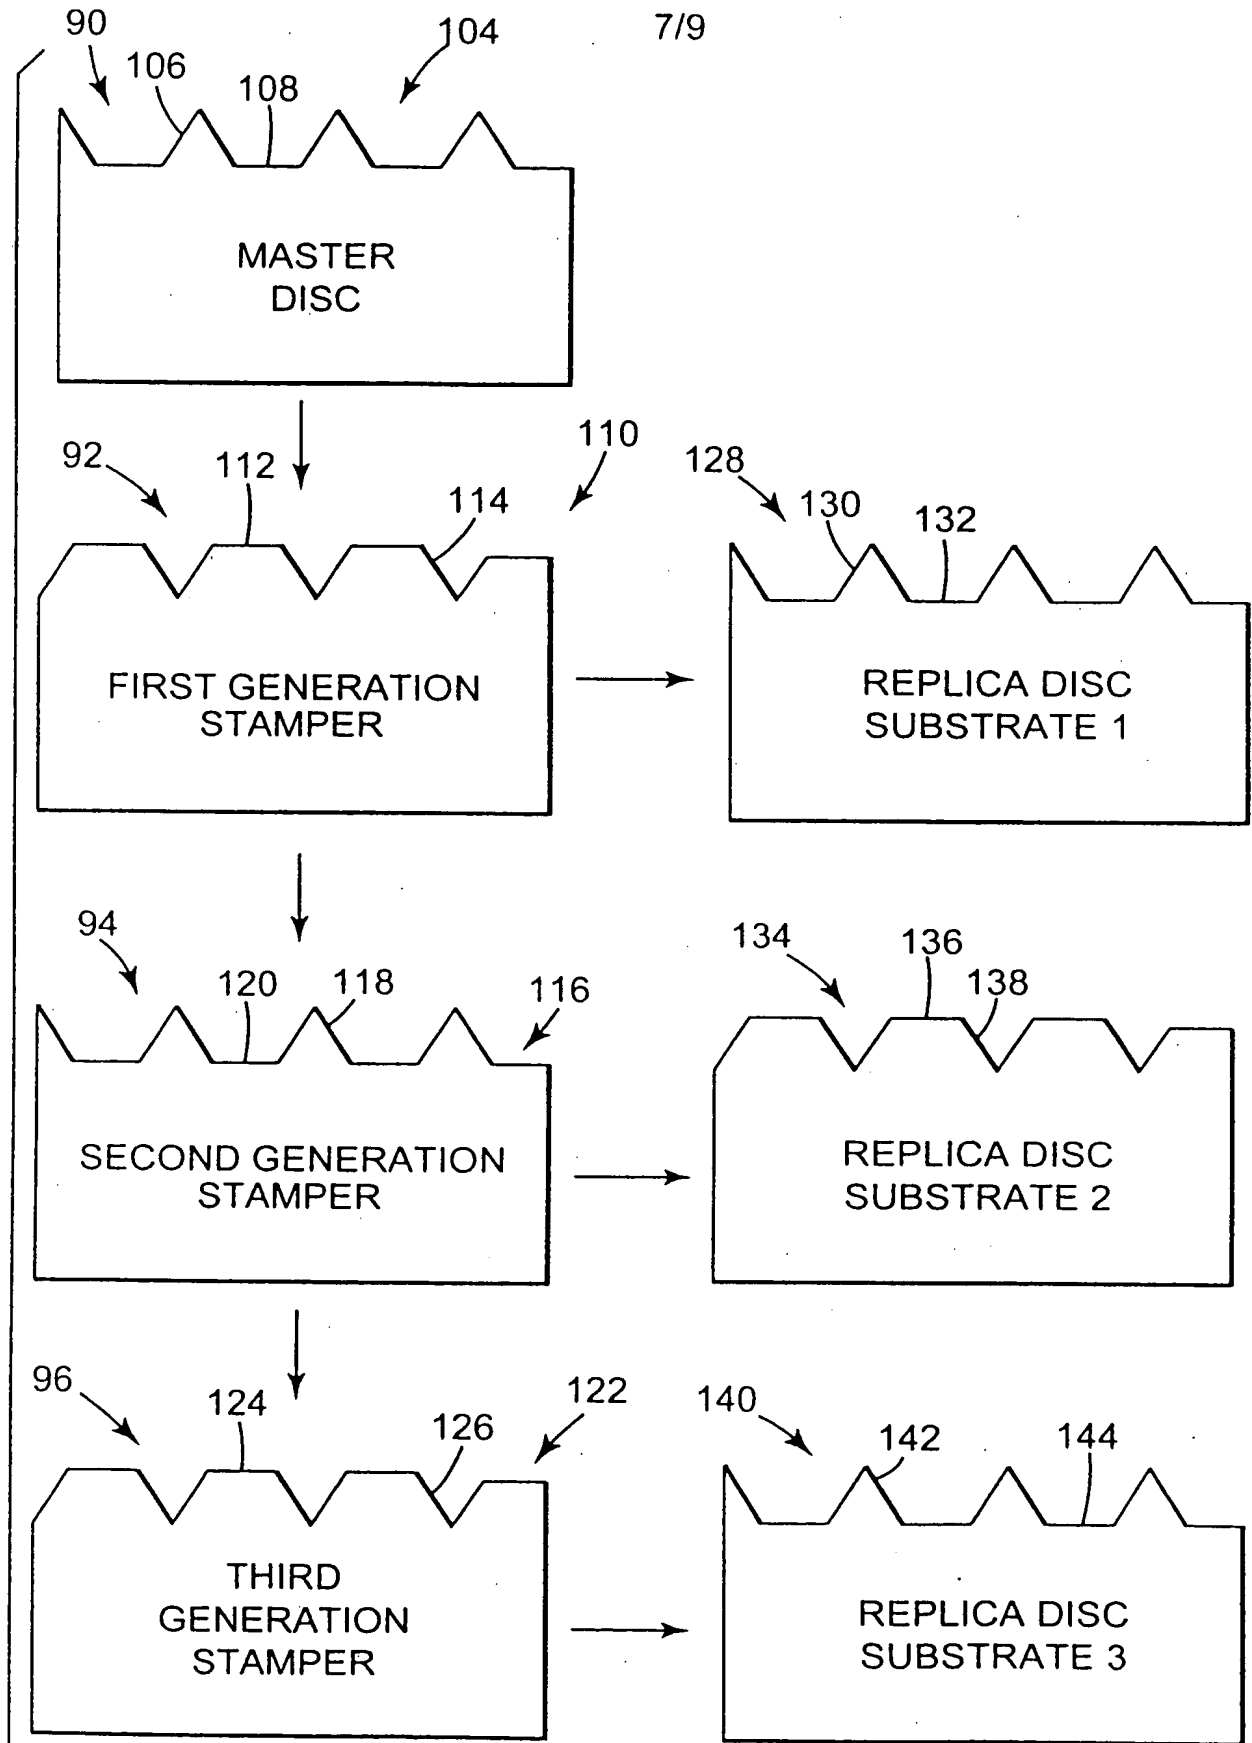 7/9
90
104
106
108
MASTER
DISC
92
112
110
114
FIRST GENERATION
STAMPER
128
130
132
REPLICA DISC
SUBSTRATE 1
94
120
118
116
SECOND GENERATION
STAMPER
134
136
138
REPLICA DISC
SUBSTRATE 2
96
124
126
122
THIRD
GENERATION
STAMPER
140
142
144
REPLICA DISC
SUBSTRATE 3